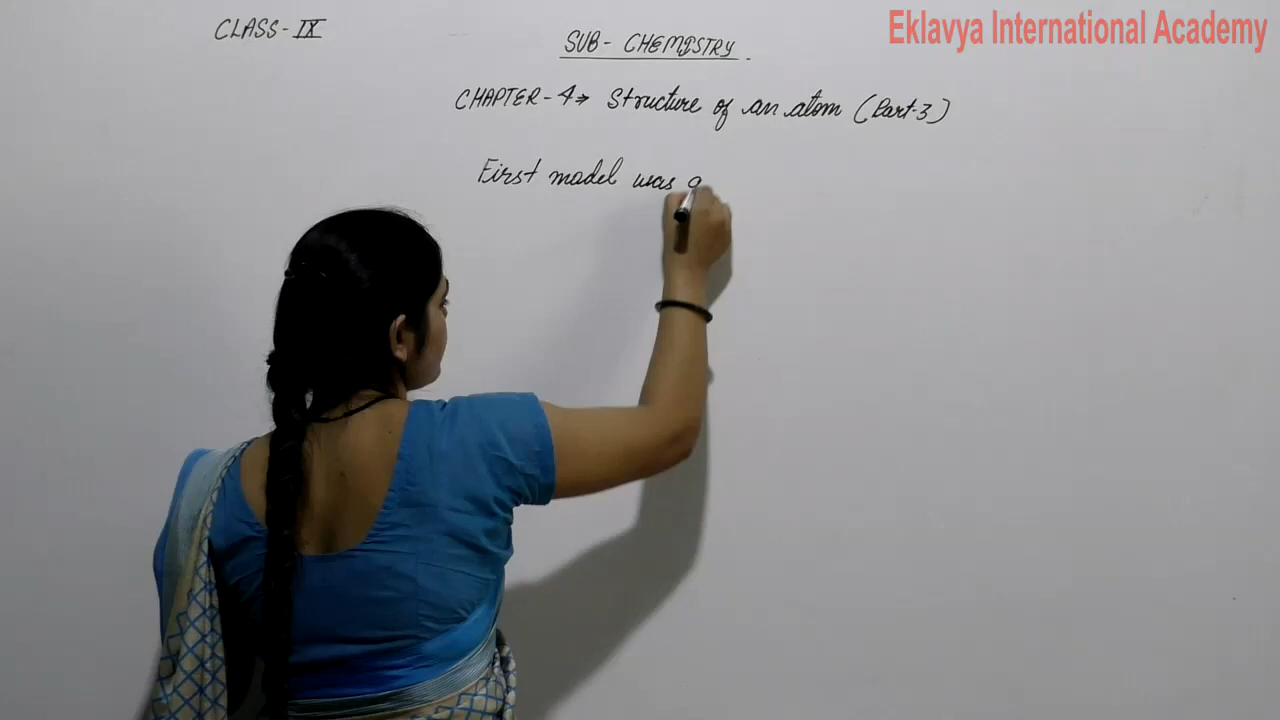 CLASS-IX
Eklavya International Academy
SUB- CHEMISTRY.
CHAPTER-4⇒ Structure of an atom (Part-3)
First model was